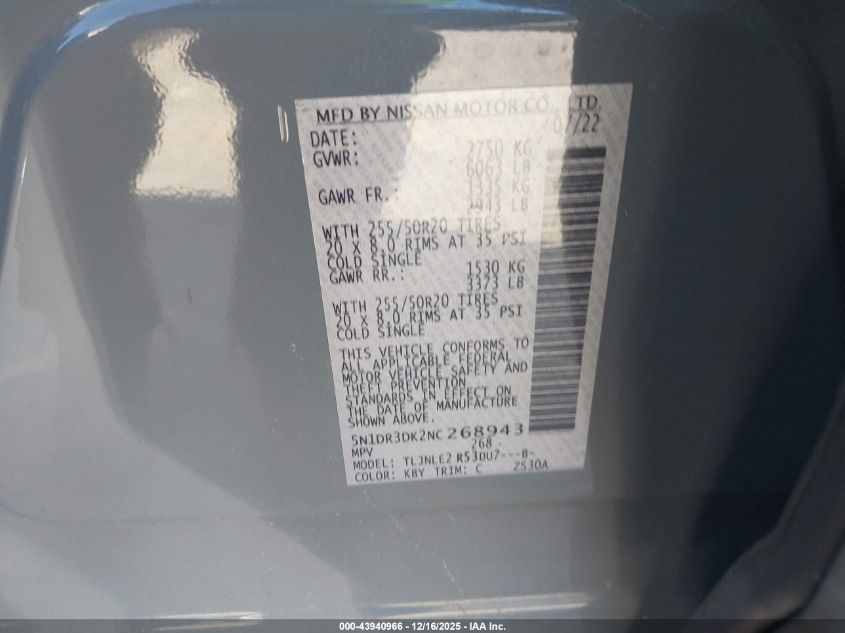 MFD BY NISSAN MOTOR CO., LTD.
DATE: 07/22
GVWR: 2750 KG
6063 LB
GAWR FR.: 1335 KG
2943 LB
WITH 255/50R20 TIRES
20 X 8.0 RIMS AT 35 PSI
COLD SINGLE
GAWR RR.: 1530 KG
3373 LB
WITH 255/50R20 TIRES
20 X 8.0 RIMS AT 35 PSI
COLD SINGLE
THIS VEHICLE CONFORMS TO
ALL APPLICABLE FEDERAL
MOTOR VEHICLE SAFETY AND
THEFT PREVENTION
STANDARDS IN EFFECT ON
THE DATE OF MANUFACTURE
SHOWN ABOVE.
5N1DR3DK2NC268943
MPV 268
MODEL: TLJNLE2 R53DU7---B-
COLOR: KBY TRIM: C ZS30A
000-43940966 - 12/16/2025 - IAA Inc.